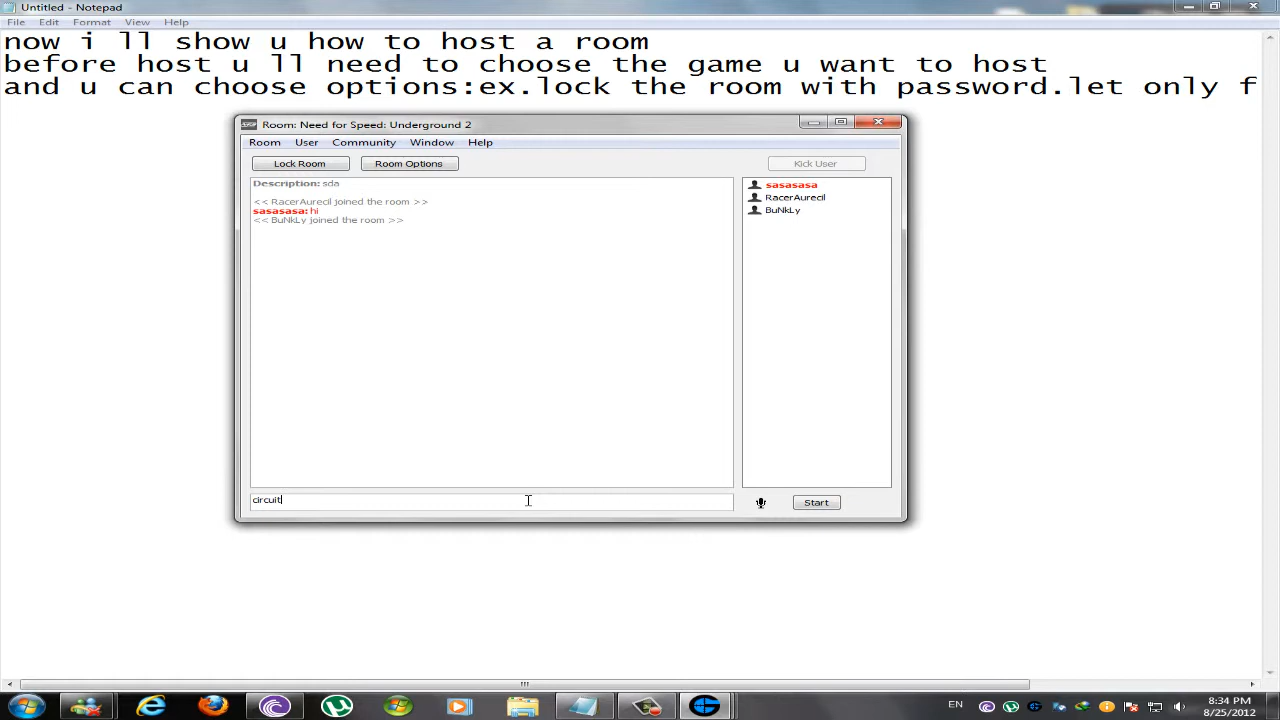 Untitled - Notepad
File Edit Format View Help
now i ll show u how to host a room
before host u ll need to choose the game u want to host
and u can choose options:ex.lock the room with password.let only f
Room: Need for Speed: Underground 2
Room User Community Window Help
Lock Room Room Options Kick User
Description: sda
<< RacerAurecil joined the room >>
sasasasa: hi
<< BuNkLy joined the room >>
sasasasa
RacerAurecil
BuNkLy
circuit
Start
EN
8:34 PM
8/25/2012